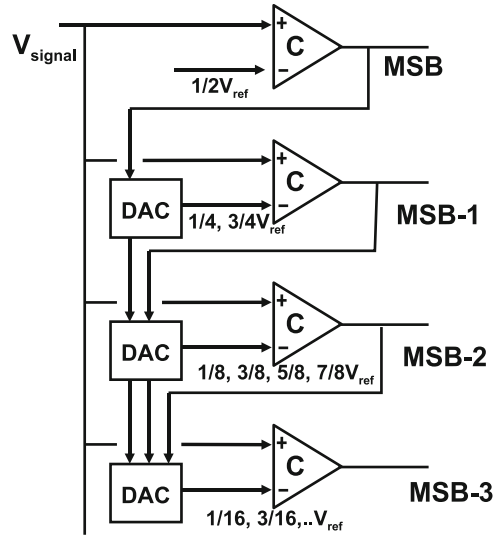 V_signal
+
C
−
MSB
1/2V_ref
+
C
−
MSB-1
DAC
1/4, 3/4V_ref
+
C
−
MSB-2
DAC
1/8, 3/8, 5/8, 7/8V_ref
+
C
−
MSB-3
DAC
1/16, 3/16,..V_ref